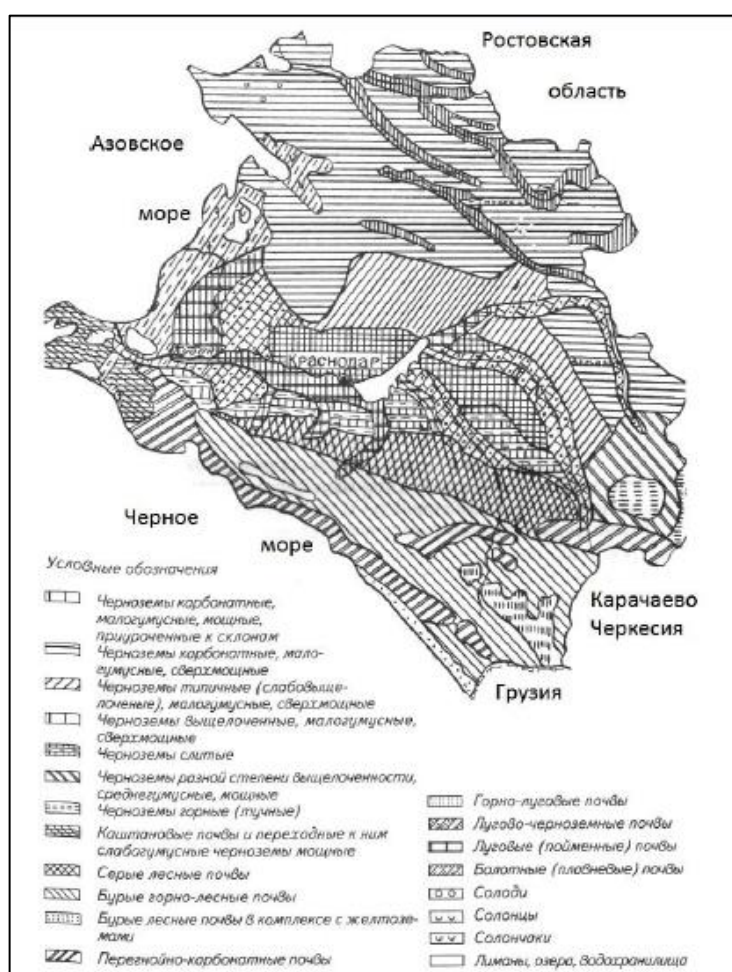 Ростовская
область
Азовское
море
Краснодар
Черное
море
Карачаево
Черкесия
Грузия
Условные обозначения
Черноземы карбонатные,
малогумусные, мощные,
приуроченные к склонам
Черноземы карбонатные, мало-
гумусные, сверхмощные
Черноземы типичные (слабовыще-
лоченые), малогумусные, сверхмощные
Черноземы выщелоченные, малогумусные,
сверхмощные
Черноземы слитые
Черноземы разной степени выщелоченности,
среднегумусные, мощные
Черноземы горные (тучные)
Каштановые почвы и переходные к ним
слабогумусные черноземы мощные
Серые лесные почвы
Бурые горно-лесные почвы
Бурые лесные почвы в комплексе с желтозе-
мами
Перегнойно-карбонатные почвы
Горно-луговые почвы
Лугово-черноземные почвы
Луговые (пойменные) почвы
Болотные (плавневые) почвы
Солоди
Солонцы
Солончаки
Лиманы, озера, водохранилища